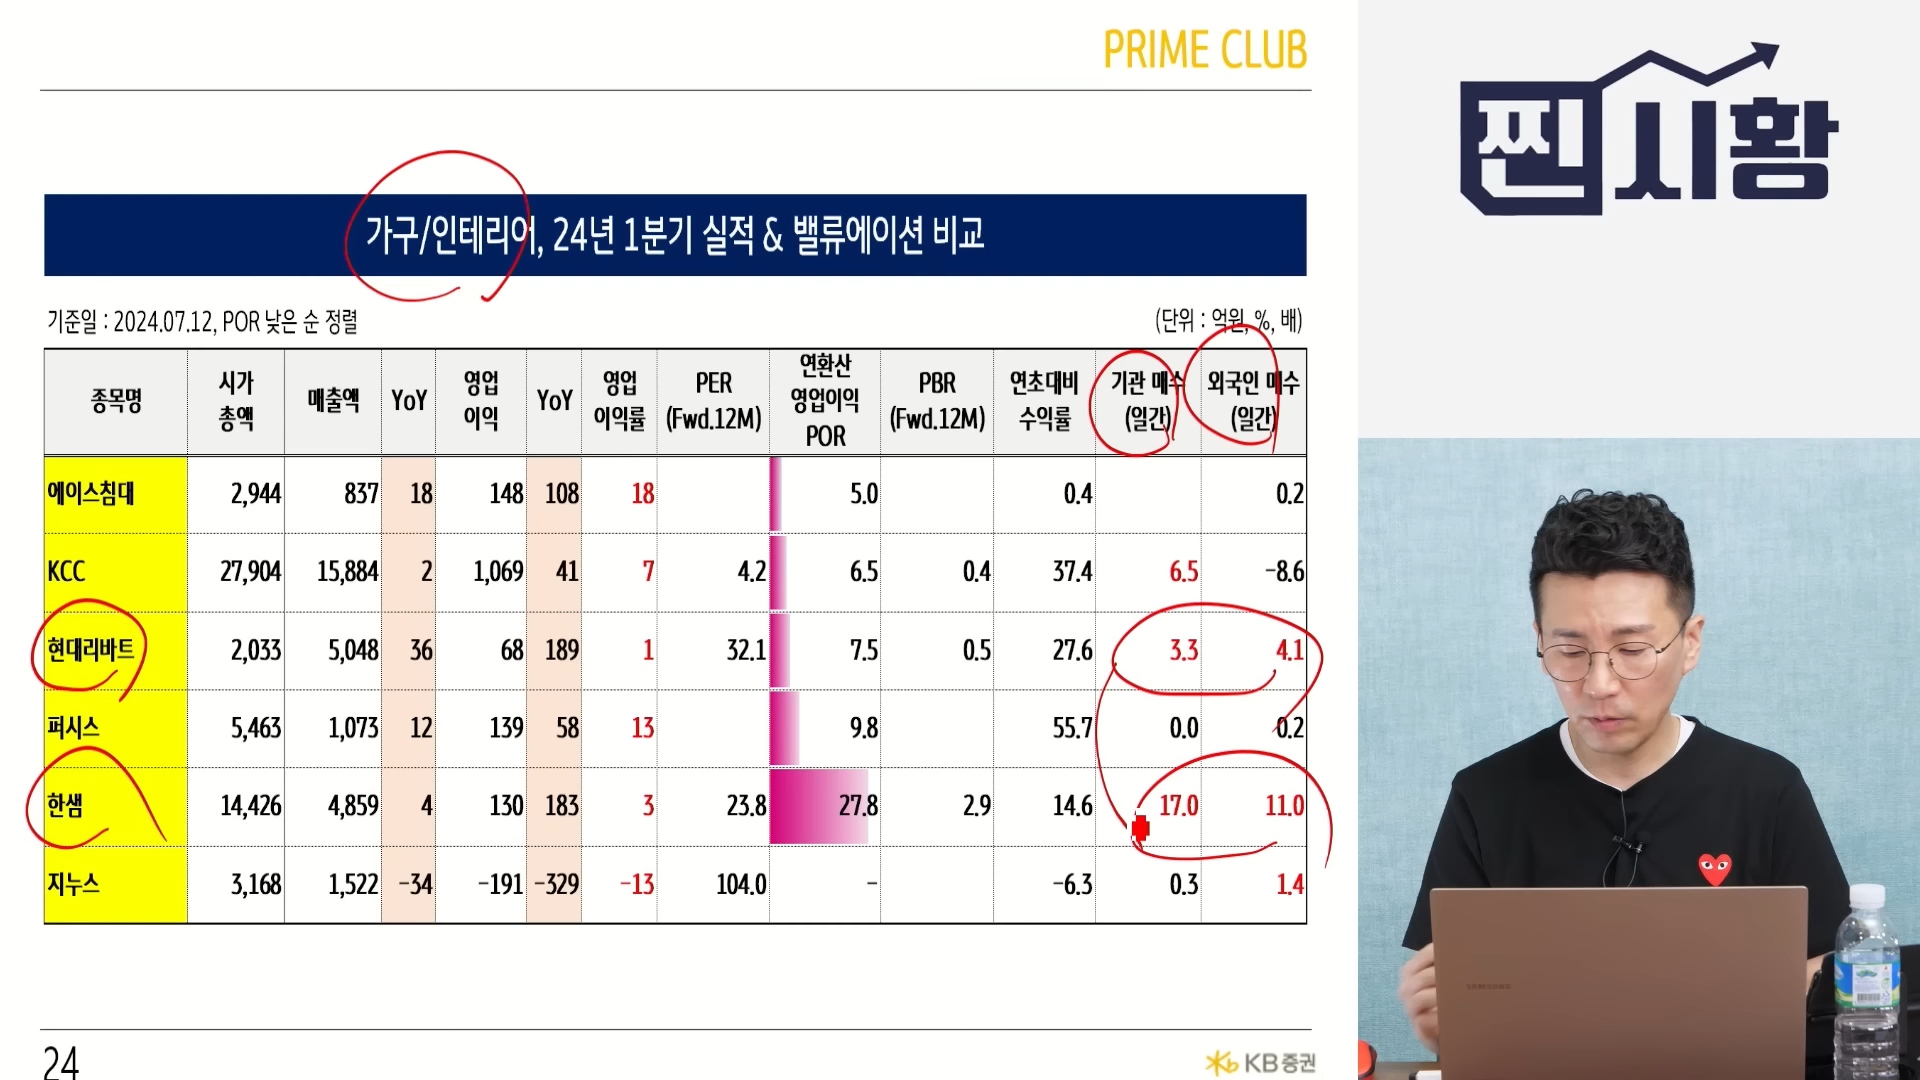 PRIME CLUB
찐시황
가구/인테리어, 24년 1분기 실적 & 밸류에이션 비교
기준일 : 2024.07.12, POR 낮은 순 정렬
(단위 : 억원, %, 배)
종목명 시가총액 매출액 YoY 영업이익 YoY 영업이익률 PER (Fwd.12M) 연환산 영업이익 POR PBR (Fwd.12M) 연초대비 수익률 기관 매수 (일간) 외국인 매수 (일간)
에이스침대 2,944 837 18 148 108 18 5.0 0.4 0.2
KCC 27,904 15,884 2 1,069 41 7 4.2 6.5 0.4 37.4 6.5 -8.6
현대리바트 2,033 5,048 36 68 189 1 32.1 7.5 0.5 27.6 3.3 4.1
퍼시스 5,463 1,073 12 139 58 13 9.8 55.7 0.0 0.2
한샘 14,426 4,859 4 130 183 3 23.8 27.8 2.9 14.6 17.0 11.0
지누스 3,168 1,522 -34 -191 -329 -13 104.0 - -6.3 0.3 1.4
24
KB증권